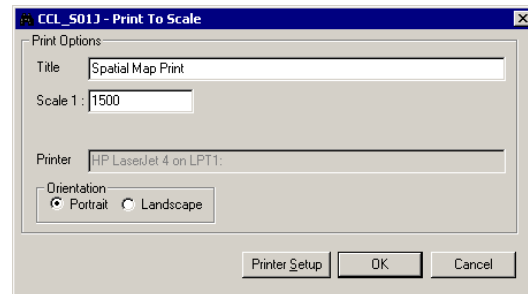 CCL_S01J - Print To Scale
Print Options
Title Spatial Map Print
Scale 1 : 1500
Printer HP LaserJet 4 on LPT1:
Orientation
Portrait Landscape
Printer Setup OK Cancel